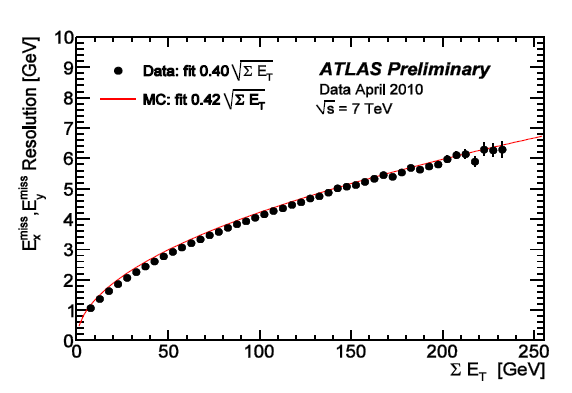 E_x^miss, E_y^miss Resolution [GeV]
10
9
8
7
6
5
4
3
2
1
0
Data: fit 0.40 √Σ E_T
MC: fit 0.42 √Σ E_T
ATLAS Preliminary
Data April 2010
√s = 7 TeV
0 50 100 150 200 250
Σ E_T [GeV]